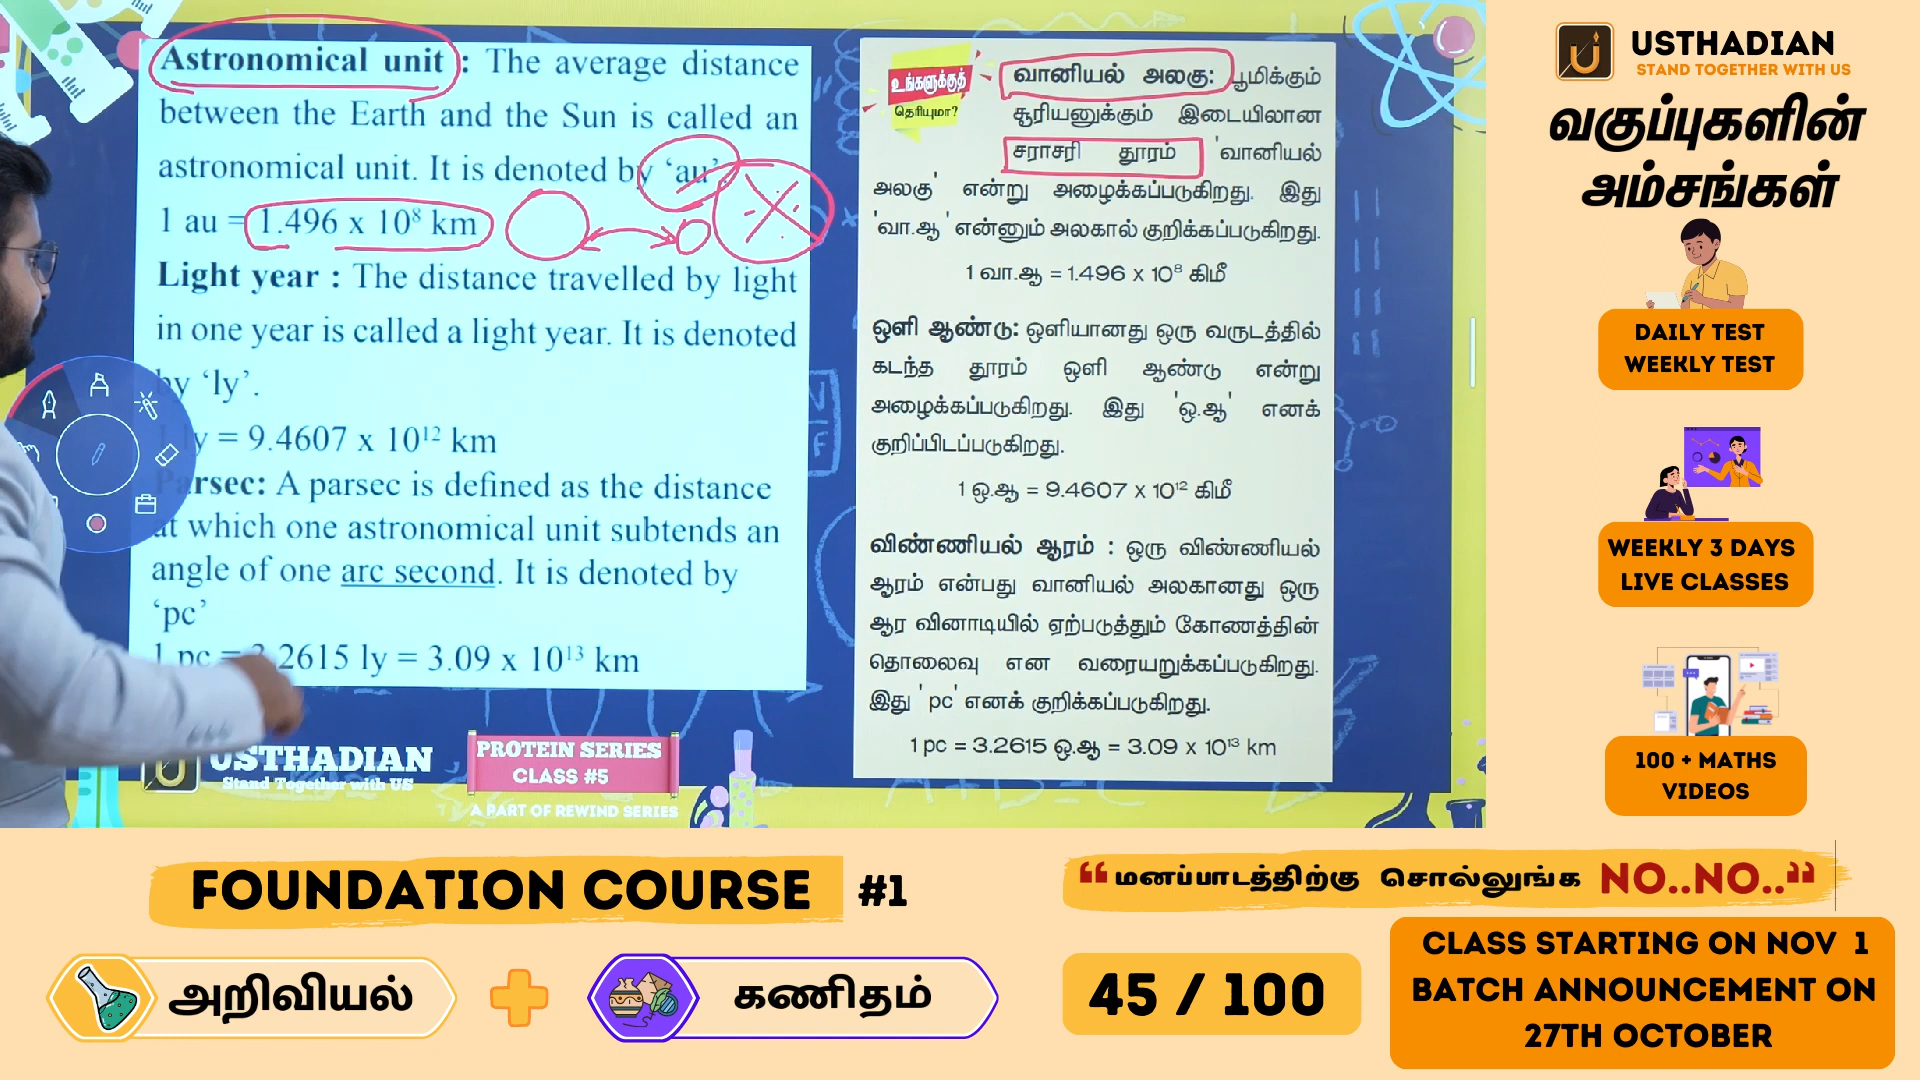 Astronomical unit : The average distance
between the Earth and the Sun is called an
astronomical unit. It is denoted by ‘au’.
1 au = 1.496 x 10⁸ km
Light year : The distance travelled by light
in one year is called a light year. It is denoted
by ‘ly’.
ly = 9.4607 x 10¹² km
Parsec: A parsec is defined as the distance
at which one astronomical unit subtends an
angle of one arc second. It is denoted by
‘pc’
1 pc = 3.2615 ly = 3.09 x 10¹³ km
உங்களுக்குத்
தெரியுமா?
வானியல் அலகு: பூமிக்கும்
சூரியனுக்கும் இடையிலான
சராசரி தூரம் 'வானியல்
அலகு' என்று அழைக்கப்படுகிறது. இது
'வா.ஆ ' என்னும் அலகால் குறிக்கப்படுகிறது.
1 வா.ஆ = 1.496 x 10⁸ கிமீ
ஒளி ஆண்டு: ஒளியானது ஒரு வருடத்தில்
கடந்த தூரம் ஒளி ஆண்டு என்று
அழைக்கப்படுகிறது. இது 'ஒ.ஆ' எனக்
குறிப்பிடப்படுகிறது.
1 ஒ.ஆ = 9.4607 x 10¹² கிமீ
விண்ணியல் ஆரம் : ஒரு விண்ணியல்
ஆரம் என்பது வானியல் அலகானது ஒரு
ஆர வினாடியில் ஏற்படுத்தும் கோணத்தின்
தொலைவு என வரையறுக்கப்படுகிறது.
இது 'pc' எனக் குறிக்கப்படுகிறது.
1 pc = 3.2615 ஒ.ஆ = 3.09 x 10¹³ km
USTHADIAN
Stand Together with US
PROTEIN SERIES
CLASS #5
A PART OF REWIND SERIES
USTHADIAN
STAND TOGETHER WITH US
வகுப்புகளின்
அம்சங்கள்
DAILY TEST
WEEKLY TEST
WEEKLY 3 DAYS
LIVE CLASSES
100 + MATHS
VIDEOS
FOUNDATION COURSE #1
அறிவியல்
கணிதம்
“மனப்பாடத்திற்கு சொல்லுங்க NO..NO..”
45 / 100
CLASS STARTING ON NOV 1
BATCH ANNOUNCEMENT ON
27TH OCTOBER